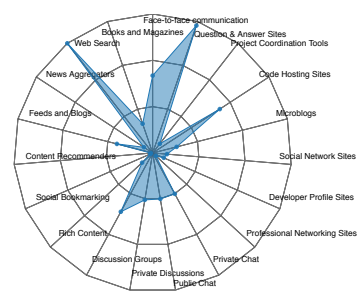 Face-to-face communication
Books and Magazines
Question & Answer Sites
Web Search
Project Coordination Tools
News Aggregators
Code Hosting Sites
Feeds and Blogs
Microblogs
Content Recommenders
Social Network Sites
Social Bookmarking
Developer Profile Sites
Rich Content
Professional Networking Sites
Discussion Groups
Private Chat
Private Discussions
Public Chat